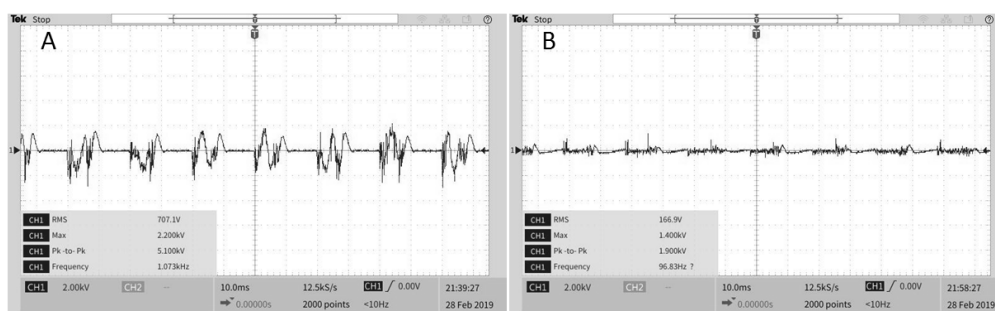 Tek Stop
T
A
1
CH1 RMS 707.1V
CH1 Max 2.200kV
CH1 Pk -to- Pk 5.100kV
CH1 Frequency 1.073kHz
CH1 2.00kV CH2 --- 10.0ms 12.5kS/s CH1 / 0.00V 21:39:27
0.00000s 2000 points <10Hz 28 Feb 2019
Tek Stop
T
B
1
CH1 RMS 166.9V
CH1 Max 1.400kV
CH1 Pk -to- Pk 1.900kV
CH1 Frequency 96.83Hz ?
CH1 2.00kV CH2 --- 10.0ms 12.5kS/s CH1 / 0.00V 21:58:27
0.00000s 2000 points <10Hz 28 Feb 2019